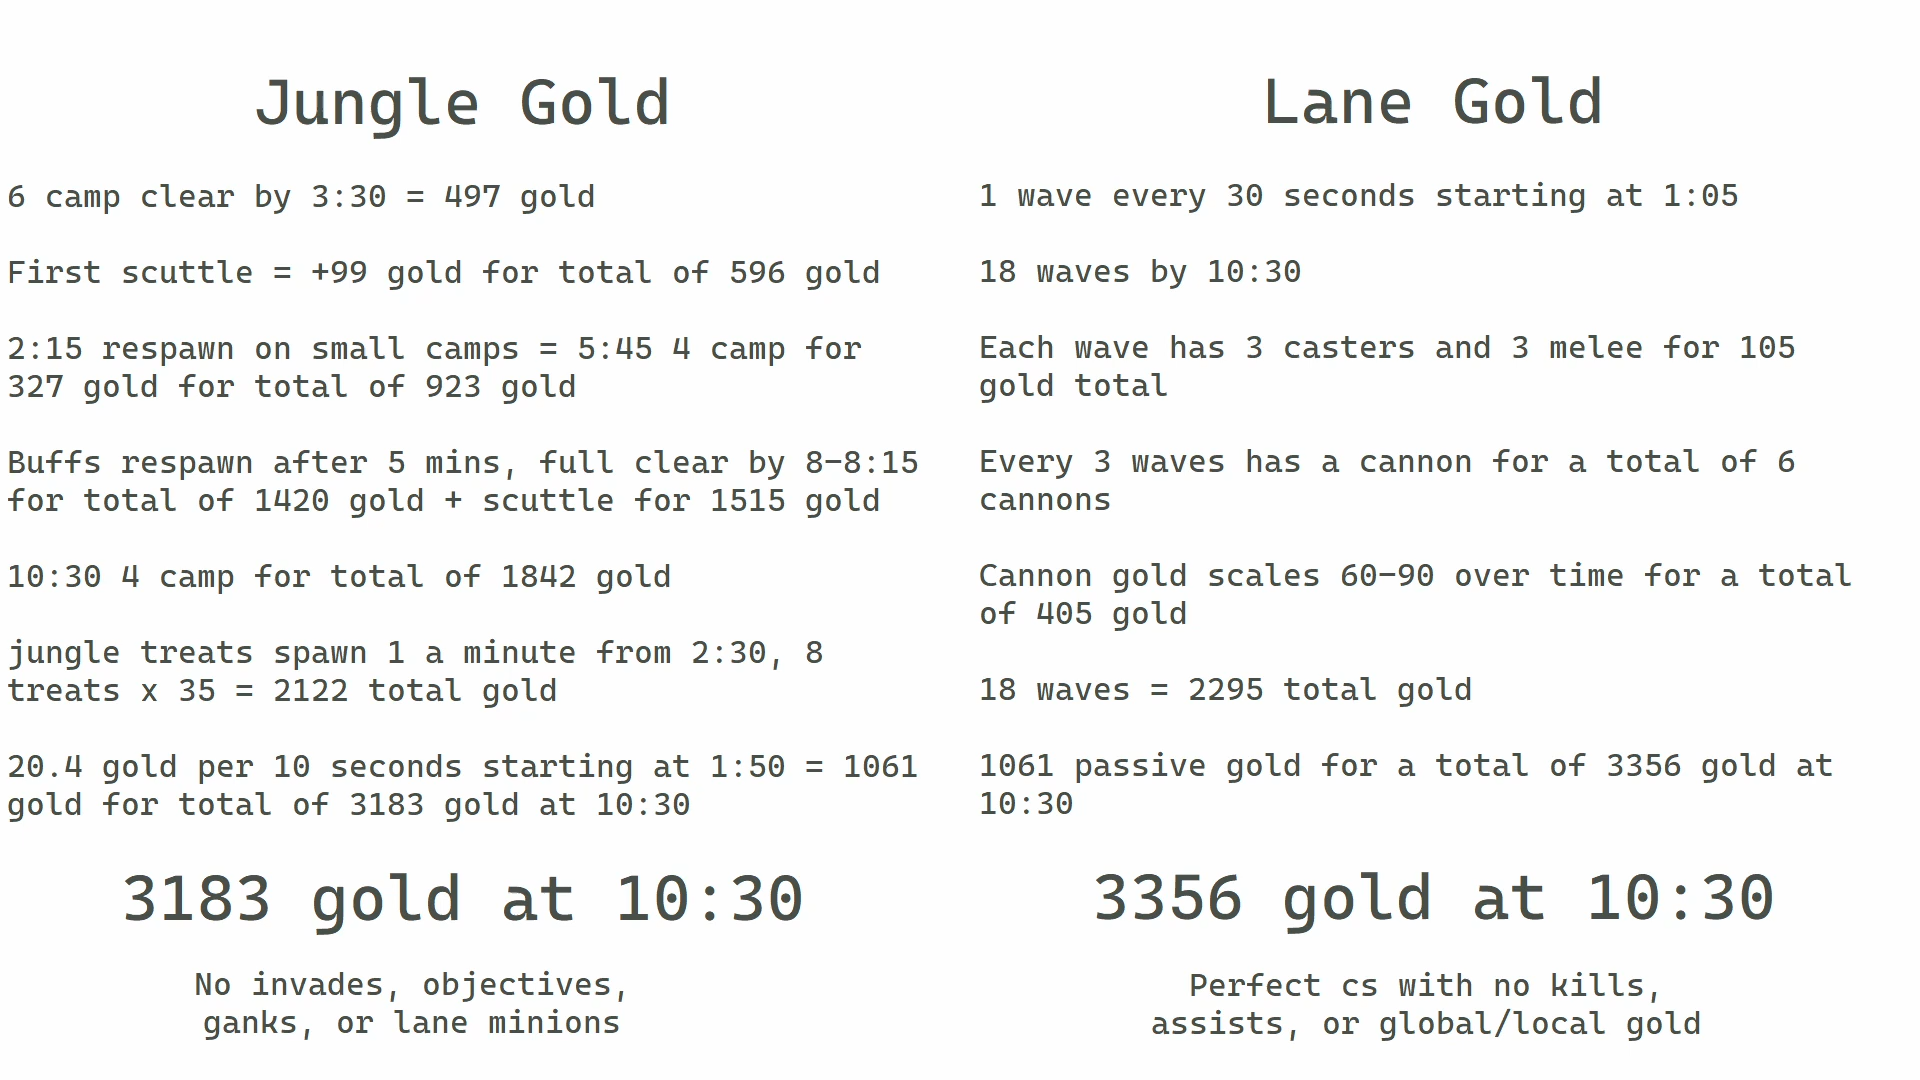 Jungle Gold
6 camp clear by 3:30 = 497 gold
First scuttle = +99 gold for total of 596 gold
2:15 respawn on small camps = 5:45 4 camp for
327 gold for total of 923 gold
Buffs respawn after 5 mins, full clear by 8-8:15
for total of 1420 gold + scuttle for 1515 gold
10:30 4 camp for total of 1842 gold
jungle treats spawn 1 a minute from 2:30, 8
treats x 35 = 2122 total gold
20.4 gold per 10 seconds starting at 1:50 = 1061
gold for total of 3183 gold at 10:30
3183 gold at 10:30
No invades, objectives,
ganks, or lane minions
Lane Gold
1 wave every 30 seconds starting at 1:05
18 waves by 10:30
Each wave has 3 casters and 3 melee for 105
gold total
Every 3 waves has a cannon for a total of 6
cannons
Cannon gold scales 60-90 over time for a total
of 405 gold
18 waves = 2295 total gold
1061 passive gold for a total of 3356 gold at
10:30
3356 gold at 10:30
Perfect cs with no kills,
assists, or global/local gold